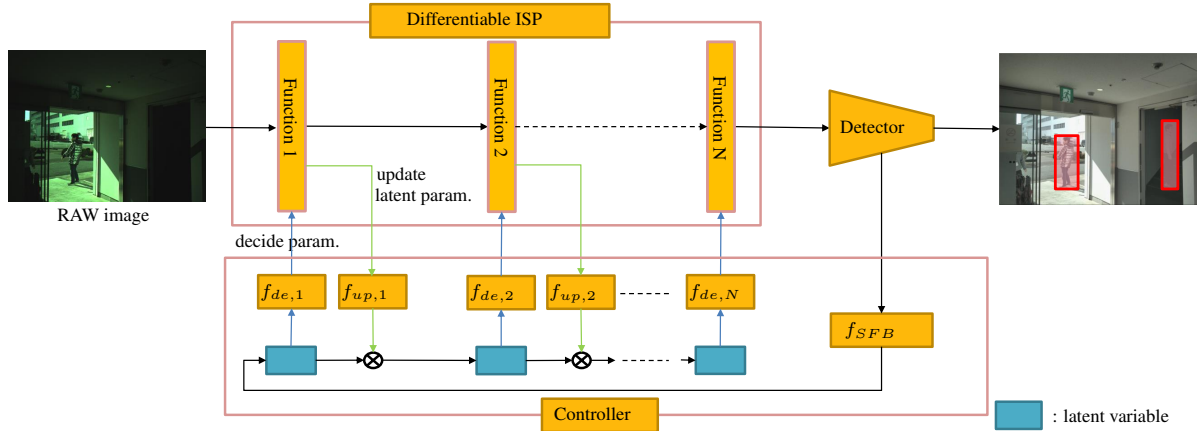 Differentiable ISP
Function 1
Function 2
Function N
Detector
RAW image
update
latent param.
decide param.
f_{de,1}
f_{up,1}
f_{de,2}
f_{up,2}
f_{de,N}
f_{SFB}
Controller
: latent variable